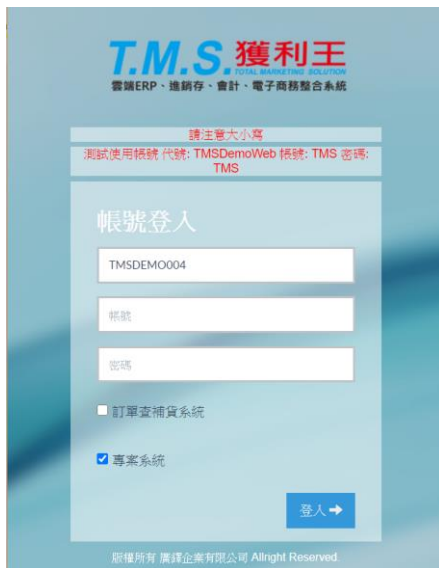 T.M.S.獲利王
TOTAL MARKETING SOLUTION
雲端ERP、進銷存、會計、電子商務整合系統
請注意大小寫
測試使用帳號 代號: TMSDemoWeb 帳號: TMS 密碼:
TMS
帳號登入
TMSDEMO004
帳號
密碼
訂單查補貨系統
專案系統
登入
版權所有 廣鐸企業有限公司 Allright Reserved.